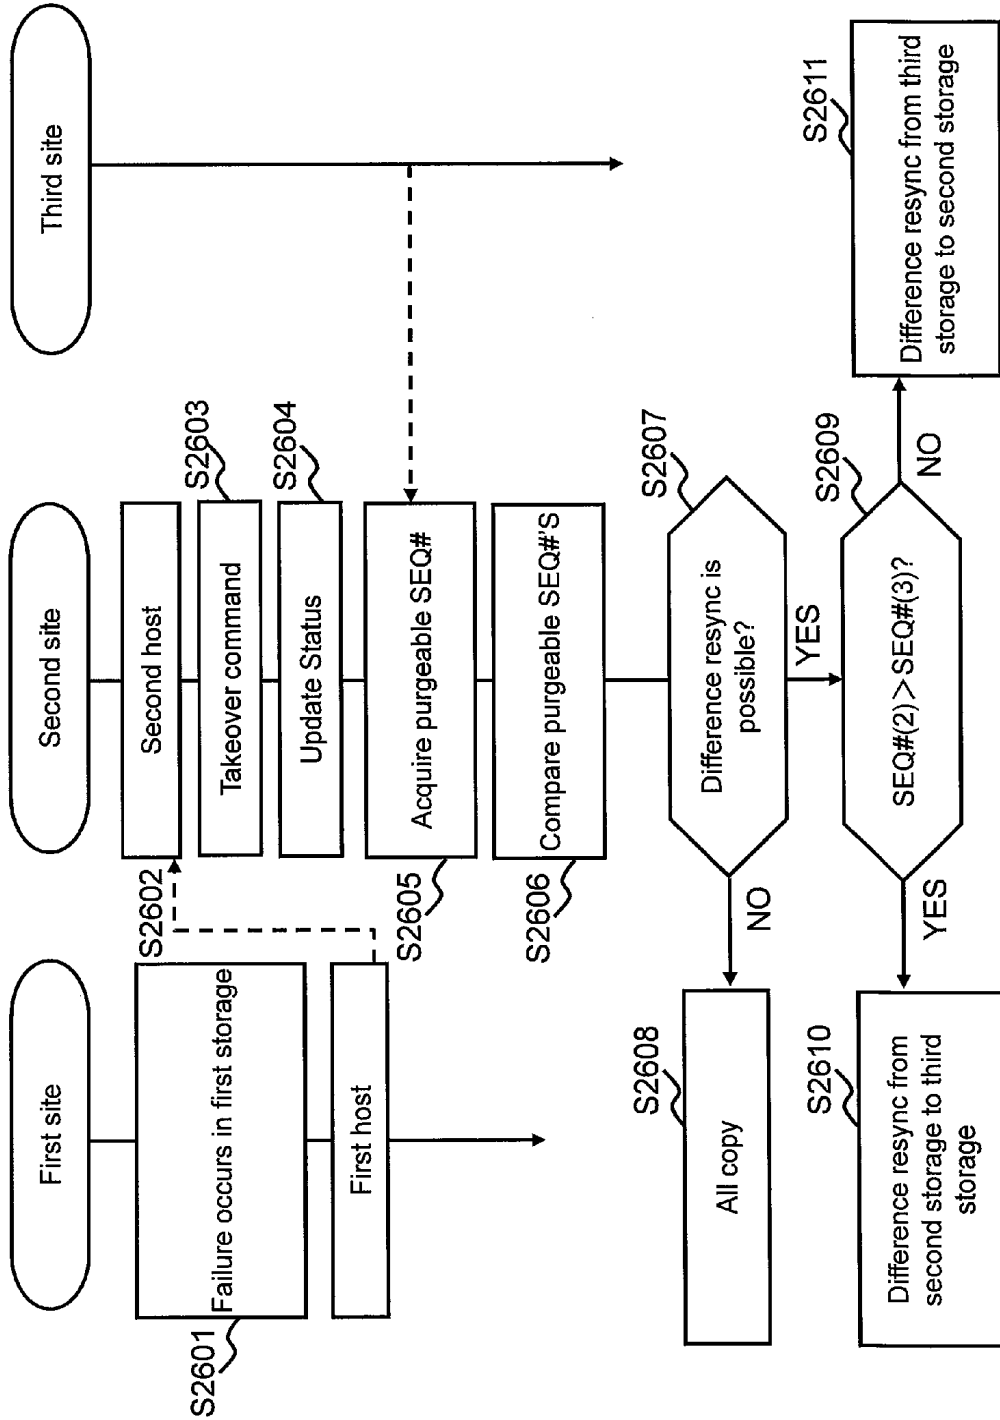 First site
Second site
Third site
S2601
Failure occurs in first storage
First host
S2602
Second host
S2603
Takeover command
S2604
Update Status
S2605
Acquire purgeable SEQ#
S2606
Compare purgeable SEQ#'S
S2607
Difference resync is
possible?
NO
YES
S2608
All copy
S2609
SEQ#(2)＞SEQ#(3)?
YES
NO
S2610
Difference resync from
second storage to third
storage
S2611
Difference resync from third
storage to second storage